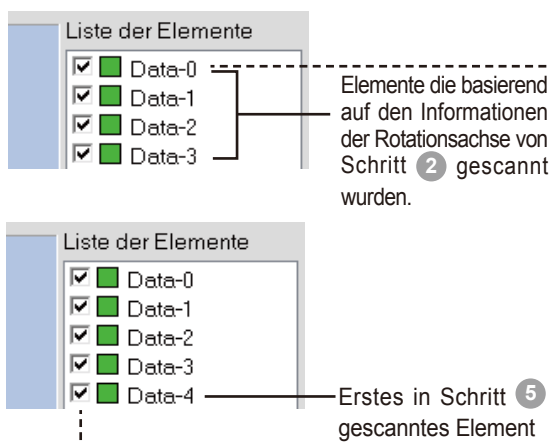 Liste der Elemente
Data-0
Data-1
Data-2
Data-3
Elemente die basierend
auf den Informationen
der Rotationsachse von
Schritt 2 gescannt
wurden.
Liste der Elemente
Data-0
Data-1
Data-2
Data-3
Data-4
Erstes in Schritt 5
gescanntes Element